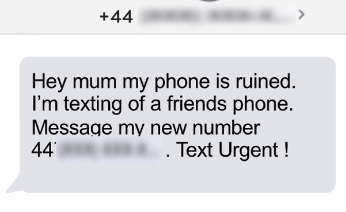 +44
Hey mum my phone is ruined.
I'm texting of a friends phone.
Message my new number
44 . Text Urgent !